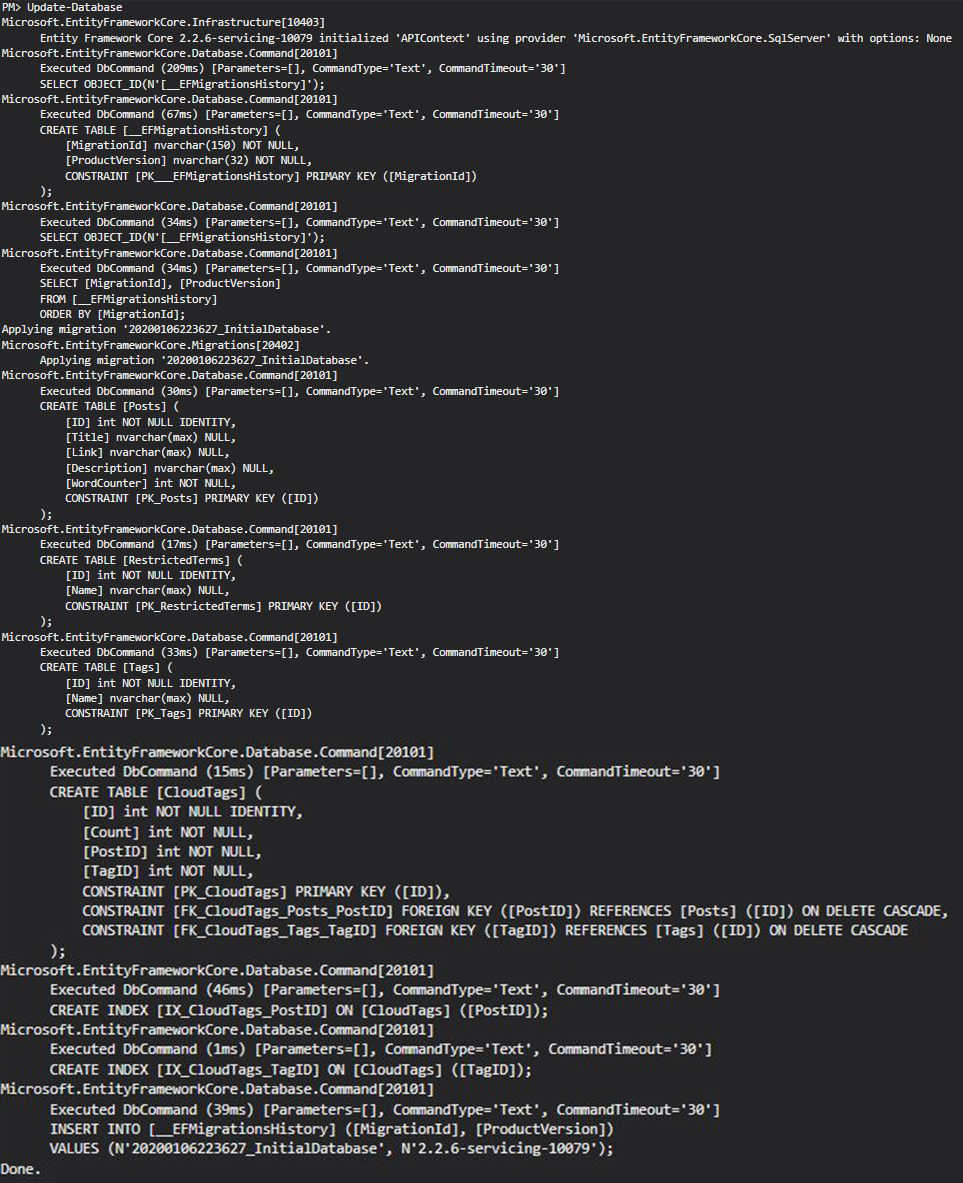 PM> Update-Database
Microsoft.EntityFrameworkCore.Infrastructure[10403]
      Entity Framework Core 2.2.6-servicing-10079 initialized 'APIContext' using provider 'Microsoft.EntityFrameworkCore.SqlServer' with options: None
Microsoft.EntityFrameworkCore.Database.Command[20101]
      Executed DbCommand (209ms) [Parameters=[], CommandType='Text', CommandTimeout='30']
      SELECT OBJECT_ID(N'[__EFMigrationsHistory]');
Microsoft.EntityFrameworkCore.Database.Command[20101]
      Executed DbCommand (67ms) [Parameters=[], CommandType='Text', CommandTimeout='30']
      CREATE TABLE [__EFMigrationsHistory] (
          [MigrationId] nvarchar(150) NOT NULL,
          [ProductVersion] nvarchar(32) NOT NULL,
          CONSTRAINT [PK___EFMigrationsHistory] PRIMARY KEY ([MigrationId])
      );
Microsoft.EntityFrameworkCore.Database.Command[20101]
      Executed DbCommand (34ms) [Parameters=[], CommandType='Text', CommandTimeout='30']
      SELECT OBJECT_ID(N'[__EFMigrationsHistory]');
Microsoft.EntityFrameworkCore.Database.Command[20101]
      Executed DbCommand (34ms) [Parameters=[], CommandType='Text', CommandTimeout='30']
      SELECT [MigrationId], [ProductVersion]
      FROM [__EFMigrationsHistory]
      ORDER BY [MigrationId];
Applying migration '20200106223627_InitialDatabase'.
Microsoft.EntityFrameworkCore.Migrations[20402]
      Applying migration '20200106223627_InitialDatabase'.
Microsoft.EntityFrameworkCore.Database.Command[20101]
      Executed DbCommand (30ms) [Parameters=[], CommandType='Text', CommandTimeout='30']
      CREATE TABLE [Posts] (
          [ID] int NOT NULL IDENTITY,
          [Title] nvarchar(max) NULL,
          [Link] nvarchar(max) NULL,
          [Description] nvarchar(max) NULL,
          [WordCounter] int NOT NULL,
          CONSTRAINT [PK_Posts] PRIMARY KEY ([ID])
      );
Microsoft.EntityFrameworkCore.Database.Command[20101]
      Executed DbCommand (17ms) [Parameters=[], CommandType='Text', CommandTimeout='30']
      CREATE TABLE [RestrictedTerms] (
          [ID] int NOT NULL IDENTITY,
          [Name] nvarchar(max) NULL,
          CONSTRAINT [PK_RestrictedTerms] PRIMARY KEY ([ID])
      );
Microsoft.EntityFrameworkCore.Database.Command[20101]
      Executed DbCommand (33ms) [Parameters=[], CommandType='Text', CommandTimeout='30']
      CREATE TABLE [Tags] (
          [ID] int NOT NULL IDENTITY,
          [Name] nvarchar(max) NULL,
          CONSTRAINT [PK_Tags] PRIMARY KEY ([ID])
      );
Microsoft.EntityFrameworkCore.Database.Command[20101]
      Executed DbCommand (15ms) [Parameters=[], CommandType='Text', CommandTimeout='30']
      CREATE TABLE [CloudTags] (
          [ID] int NOT NULL IDENTITY,
          [Count] int NOT NULL,
          [PostID] int NOT NULL,
          [TagID] int NOT NULL,
          CONSTRAINT [PK_CloudTags] PRIMARY KEY ([ID]),
          CONSTRAINT [FK_CloudTags_Posts_PostID] FOREIGN KEY ([PostID]) REFERENCES [Posts] ([ID]) ON DELETE CASCADE,
          CONSTRAINT [FK_CloudTags_Tags_TagID] FOREIGN KEY ([TagID]) REFERENCES [Tags] ([ID]) ON DELETE CASCADE
      );
Microsoft.EntityFrameworkCore.Database.Command[20101]
      Executed DbCommand (46ms) [Parameters=[], CommandType='Text', CommandTimeout='30']
      CREATE INDEX [IX_CloudTags_PostID] ON [CloudTags] ([PostID]);
Microsoft.EntityFrameworkCore.Database.Command[20101]
      Executed DbCommand (1ms) [Parameters=[], CommandType='Text', CommandTimeout='30']
      CREATE INDEX [IX_CloudTags_TagID] ON [CloudTags] ([TagID]);
Microsoft.EntityFrameworkCore.Database.Command[20101]
      Executed DbCommand (39ms) [Parameters=[], CommandType='Text', CommandTimeout='30']
      INSERT INTO [__EFMigrationsHistory] ([MigrationId], [ProductVersion])
      VALUES (N'20200106223627_InitialDatabase', N'2.2.6-servicing-10079');
Done.